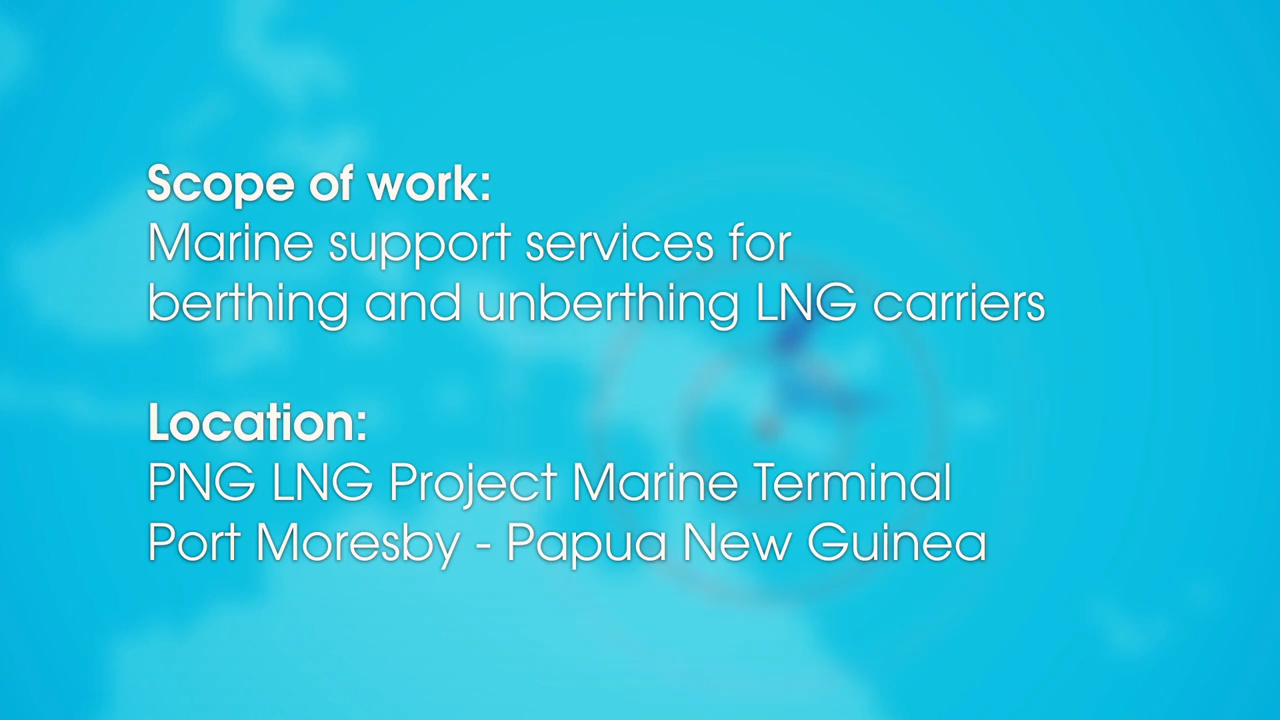 Scope of work:
Marine support services for
berthing and unberthing LNG carriers
Location:
PNG LNG Project Marine Terminal
Port Moresby - Papua New Guinea